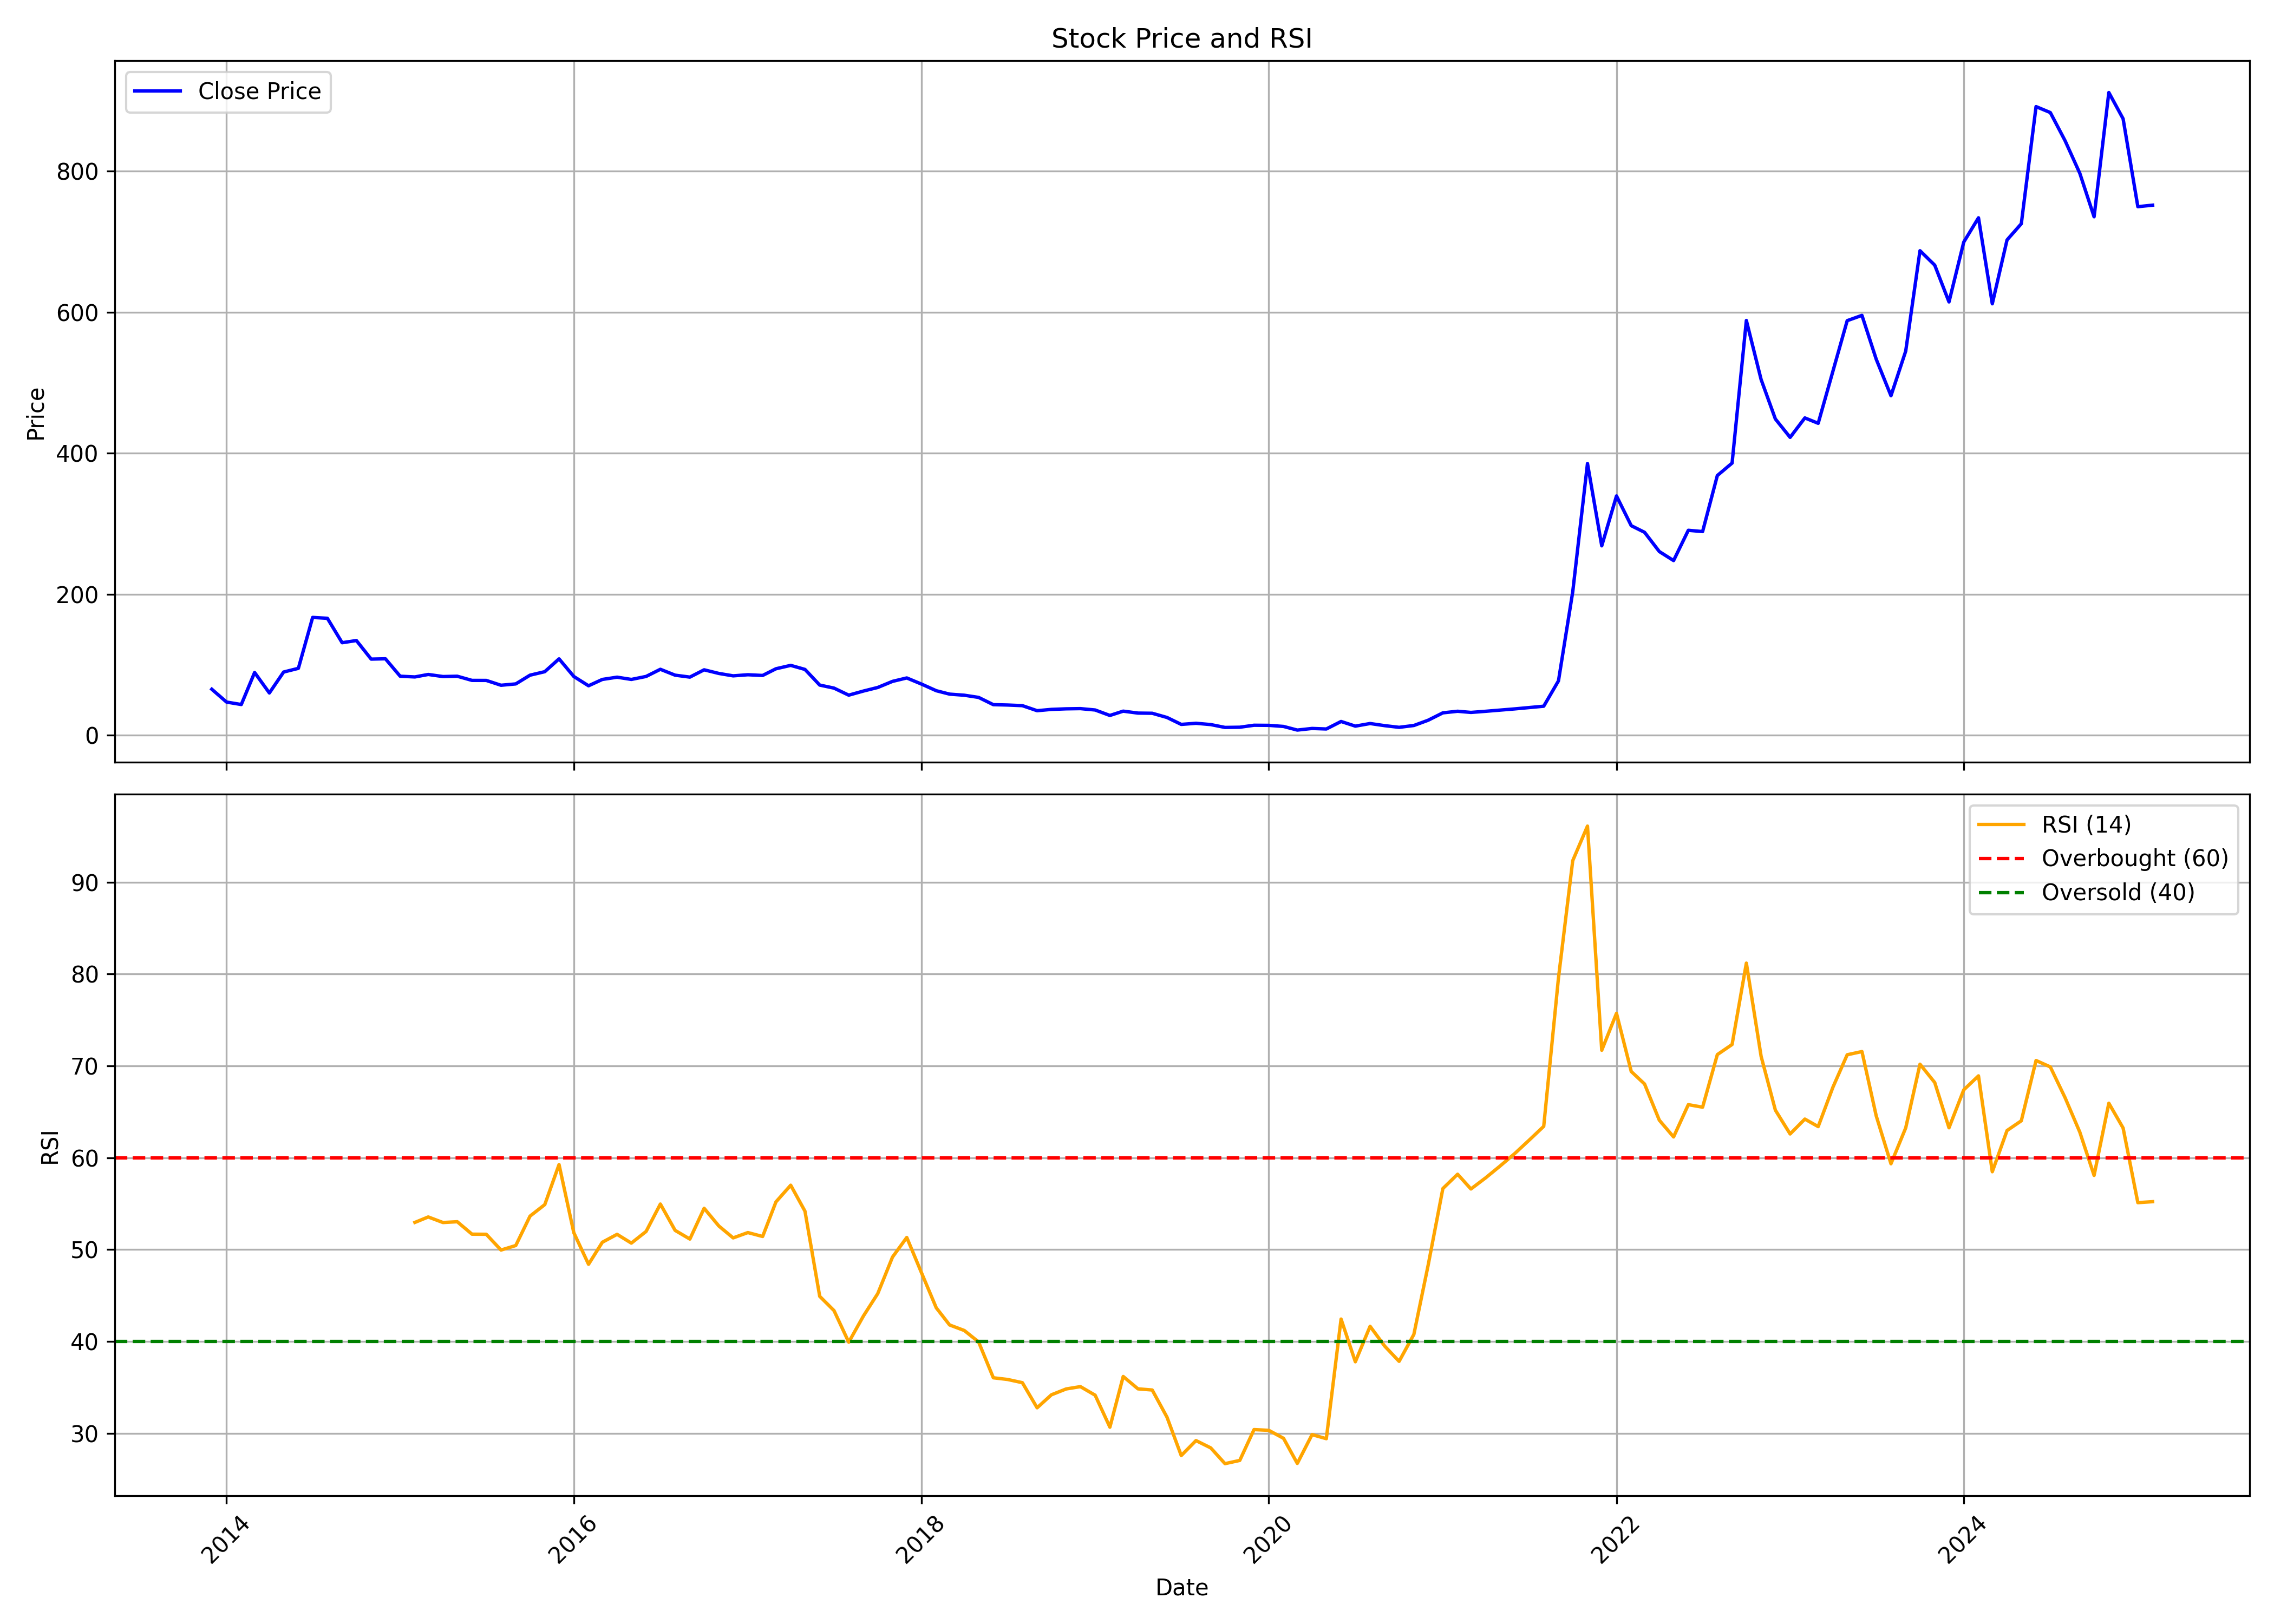 Stock Price and RSI
Close Price
Price
800
600
400
200
0
RSI (14)
Overbought (60)
Oversold (40)
RSI
90
80
70
60
50
40
30
2014
2016
2018
2020
2022
2024
Date